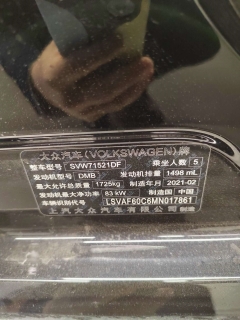 大众汽车(VOLKSWAGEN)牌
整车型号 SVW71521DF 乘坐人数 5
发动机型号 DMB 发动机排量 1498 mL
最大允许总质量 1725kg 制造年月 2021-02
发动机最大净功率 83 kW 制造国 中国
车辆识别代号 LSVAF60C6MN017861
上汽大众汽车有限公司 制造